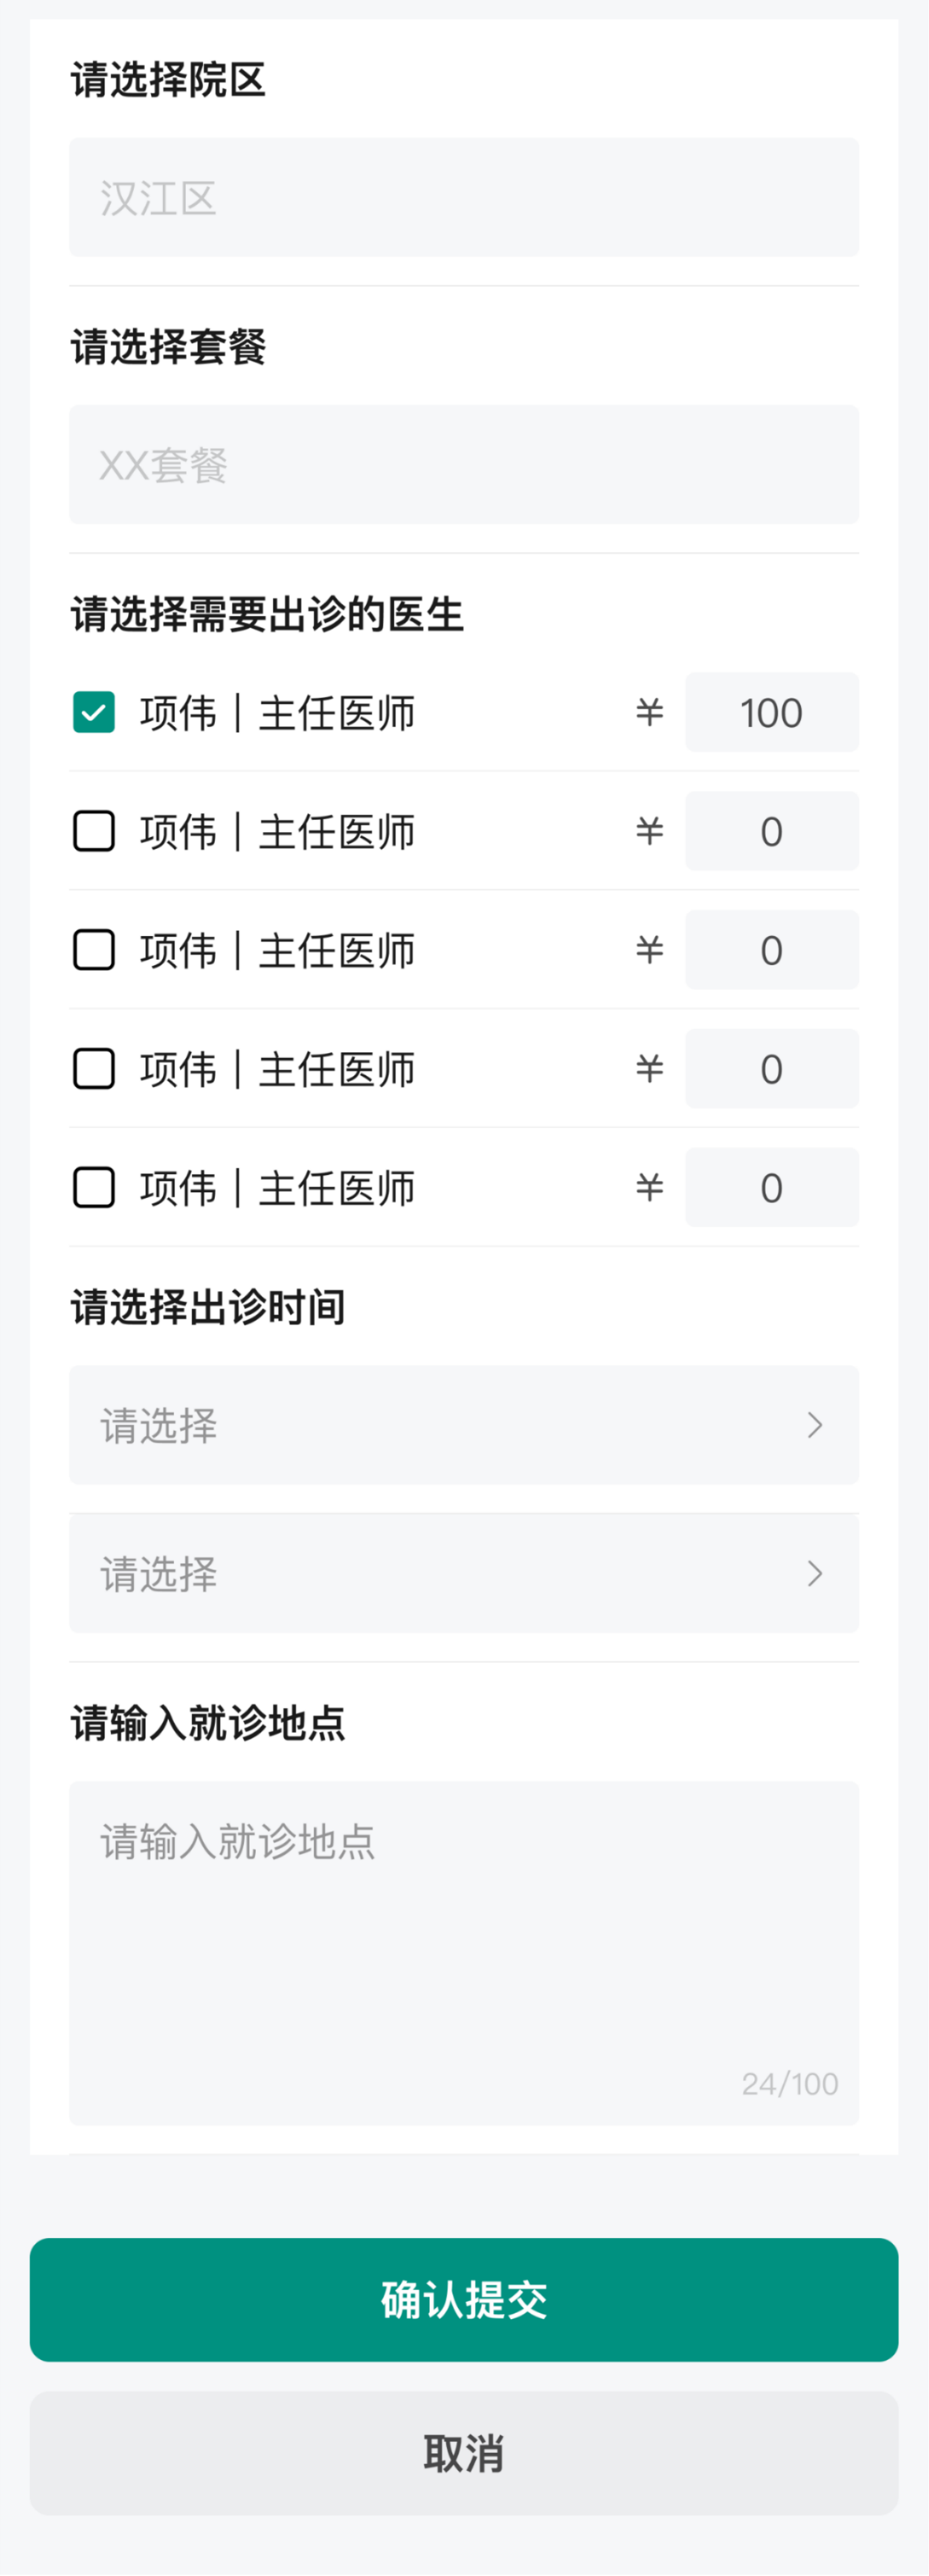 请选择院区
汉江区
请选择套餐
XX套餐
请选择需要出诊的医生
项伟 | 主任医师 ¥ 100
项伟 | 主任医师 ¥ 0
项伟 | 主任医师 ¥ 0
项伟 | 主任医师 ¥ 0
项伟 | 主任医师 ¥ 0
请选择出诊时间
请选择
请选择
请输入就诊地点
请输入就诊地点
24/100
确认提交
取消